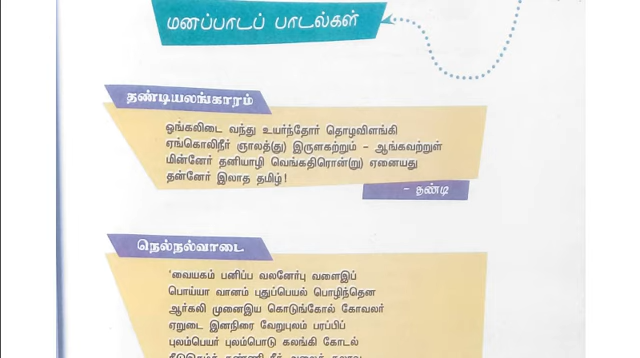 மனப்பாடப் பாடல்கள்
தண்டியலங்காரம்
ஓங்கலிடை வந்து உயர்ந்தோர் தொழவிளங்கி
ஏங்கொலிநீர் ஞாலத்(து) இருளகற்றும் – ஆங்கவற்றுள்
மின்னேர் தனியாழி வெங்கதிரொன்(று) ஏனையது
தன்னேர் இலாத தமிழ்!
– தண்டி
நெல்நல்வாடை
'வையகம் பனிப்ப வலனேர்பு வளைஇப்
பொய்யா வானம் புதுப்பெயல் பொழிந்தென
ஆர்கலி முனைஇய கொடுங்கோல் கோவலர்
ஏறுடை இனநிரை வேறுபுலம் பரப்பிப்
புலம்பெயர் புலம்பொடு கலங்கி கோடல்